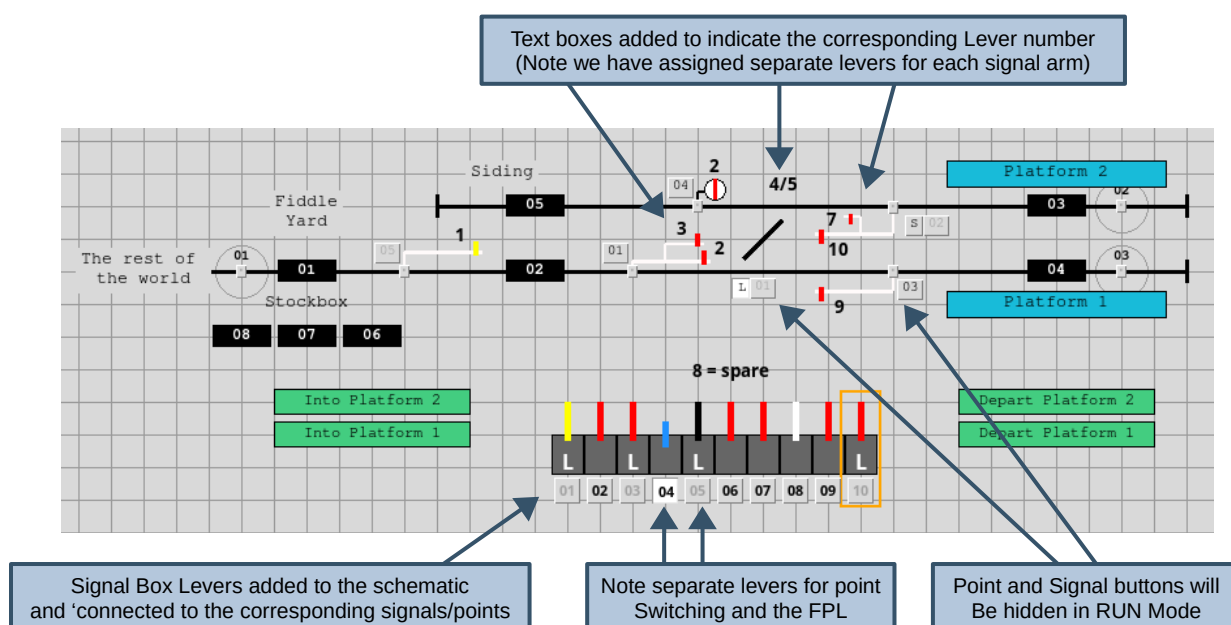 Text boxes added to indicate the corresponding Lever number
(Note we have assigned separate levers for each signal arm)
Siding
04
2
4/5
Platform 2
Fiddle
Yard
05
03
02
1
05
3
01
2
7
10
S 02
The rest of
the world
01
01
02
04
03
Stockbox
L 01
9
03
Platform 1
08 07 06
8 = spare
Into Platform 2
Into Platform 1
Depart Platform 2
Depart Platform 1
L L L L
01 02 03 04 05 06 07 08 09 10
Signal Box Levers added to the schematic
and ‘connected to the corresponding signals/points
Note separate levers for point
Switching and the FPL
Point and Signal buttons will
Be hidden in RUN Mode